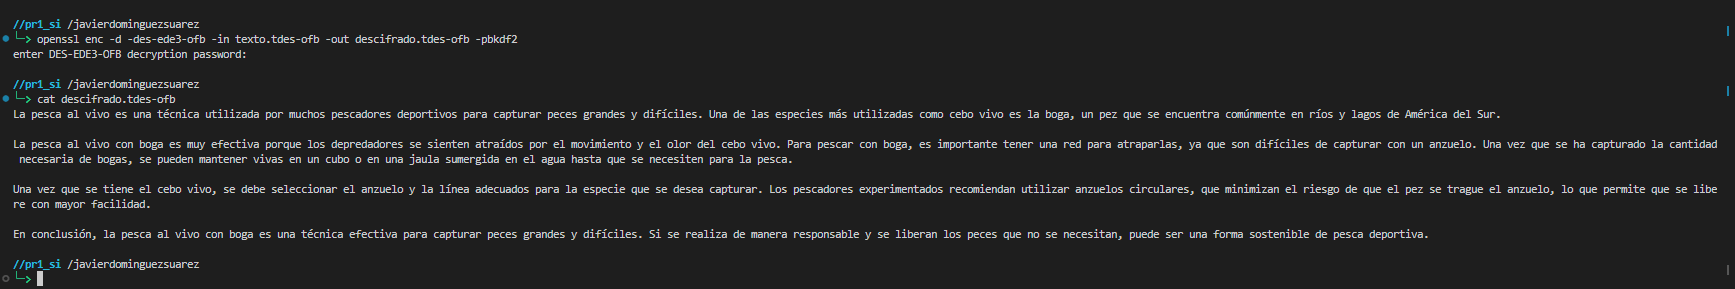 //pr1_si /javierdominguezsuarez
└─> openssl enc -d -des-ede3-ofb -in texto.tdes-ofb -out descifrado.tdes-ofb -pbkdf2
enter DES-EDE3-OFB decryption password:
//pr1_si /javierdominguezsuarez
└─> cat descifrado.tdes-ofb
La pesca al vivo es una técnica utilizada por muchos pescadores deportivos para capturar peces grandes y difíciles. Una de las especies más utilizadas como cebo vivo es la boga, un pez que se encuentra comúnmente en ríos y lagos de América del Sur.
La pesca al vivo con boga es muy efectiva porque los depredadores se sienten atraídos por el movimiento y el olor del cebo vivo. Para pescar con boga, es importante tener una red para atraparlas, ya que son difíciles de capturar con un anzuelo. Una vez que se ha capturado la cantidad
necesaria de bogas, se pueden mantener vivas en un cubo o en una jaula sumergida en el agua hasta que se necesiten para la pesca.
Una vez que se tiene el cebo vivo, se debe seleccionar el anzuelo y la línea adecuados para la especie que se desea capturar. Los pescadores experimentados recomiendan utilizar anzuelos circulares, que minimizan el riesgo de que el pez se trague el anzuelo, lo que permite que se libe
re con mayor facilidad.
En conclusión, la pesca al vivo con boga es una técnica efectiva para capturar peces grandes y difíciles. Si se realiza de manera responsable y se liberan los peces que no se necesitan, puede ser una forma sostenible de pesca deportiva.
//pr1_si /javierdominguezsuarez
└─>